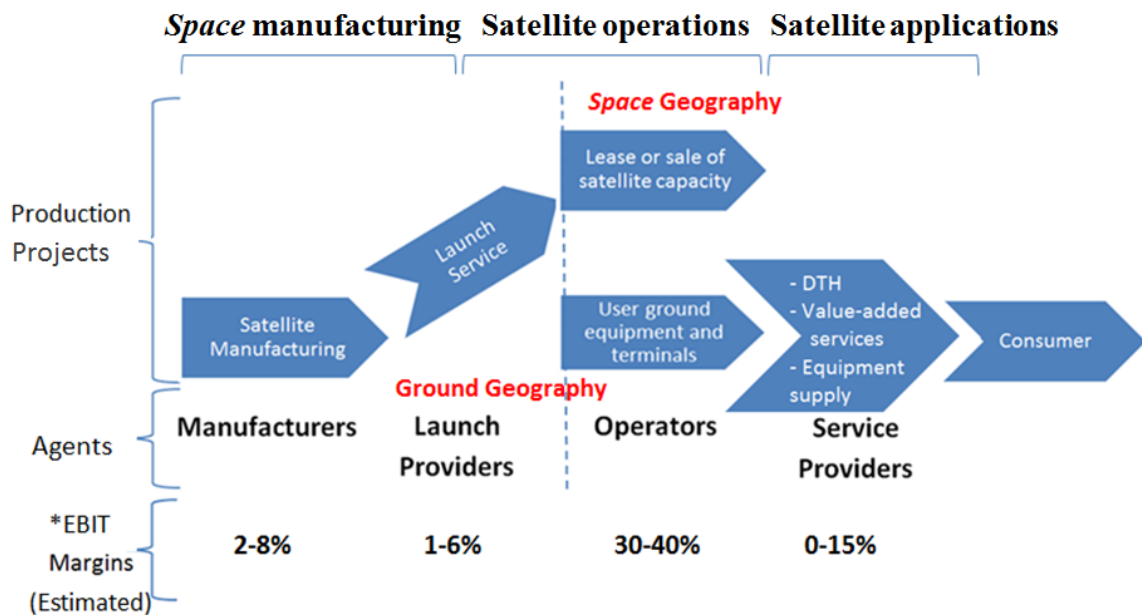 Space manufacturing
Satellite operations
Satellite applications
Space Geography
Lease or sale of
satellite capacity
Production
Projects
Launch
Service
Satellite
Manufacturing
User ground
equipment and
terminals
- DTH
- Value-added
services
- Equipment
supply
Consumer
Ground Geography
Agents
Manufacturers
Launch
Providers
Operators
Service
Providers
*EBIT
Margins
(Estimated)
2-8%
1-6%
30-40%
0-15%